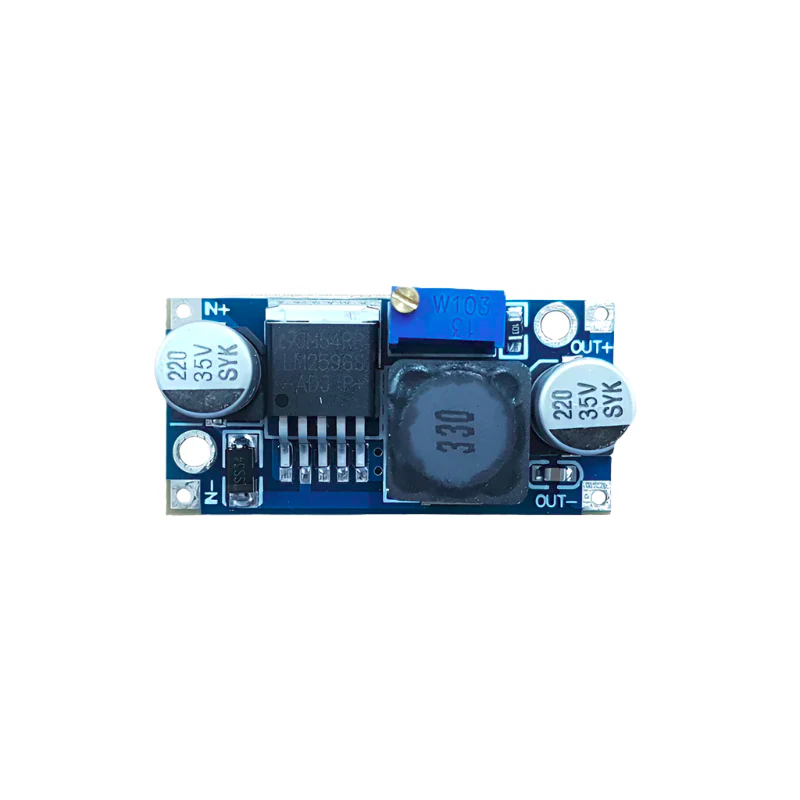 IN+
220
35V
SYK
LM2596S
-ADJ P+
W103
330
OUT+
220
35V
SYK
IN-
SS34
OUT-